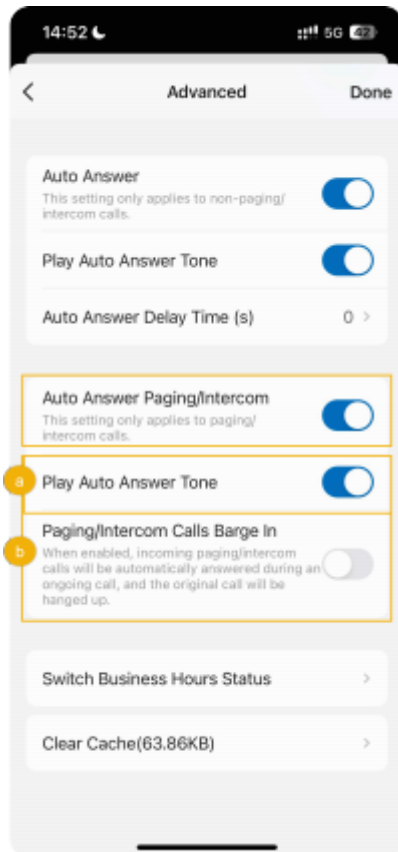 14:52 5G 42
Advanced Done
Auto Answer
This setting only applies to non-paging/
intercom calls.
Play Auto Answer Tone
Auto Answer Delay Time (s) 0
Auto Answer Paging/Intercom
This setting only applies to paging/
intercom calls.
a Play Auto Answer Tone
Paging/Intercom Calls Barge In
b When enabled, incoming paging/intercom
calls will be automatically answered during an
ongoing call, and the original call will be
hanged up.
Switch Business Hours Status
Clear Cache(63.86KB)